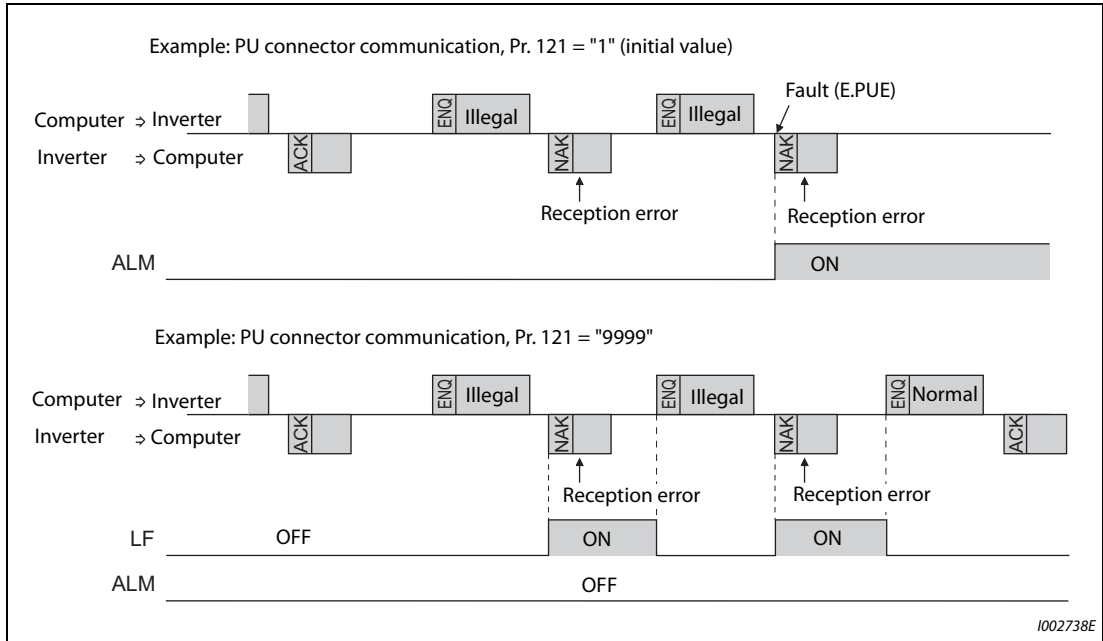 Example: PU connector communication, Pr. 121 = "1" (initial value)
Fault (E.PUE)
Computer ⇒ Inverter ENQ Illegal ENQ Illegal
Inverter ⇒ Computer ACK NAK NAK
Reception error Reception error
ALM ON
Example: PU connector communication, Pr. 121 = "9999"
Computer ⇒ Inverter ENQ Illegal ENQ Illegal ENQ Normal
Inverter ⇒ Computer ACK NAK NAK ACK
Reception error Reception error
LF OFF ON ON
ALM OFF
I002738E